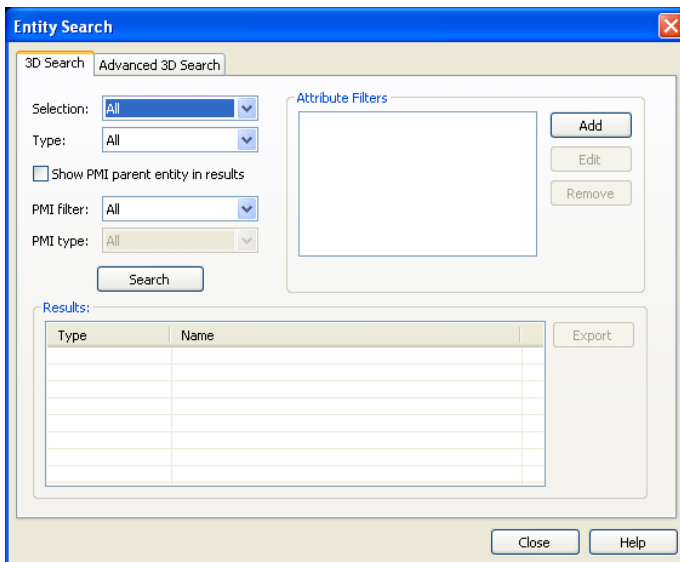 Entity Search
3D Search Advanced 3D Search
Selection: All
Type: All
Show PMI parent entity in results
PMI filter: All
PMI type: All
Search
Attribute Filters
Add
Edit
Remove
Results:
Type Name
Export
Close Help